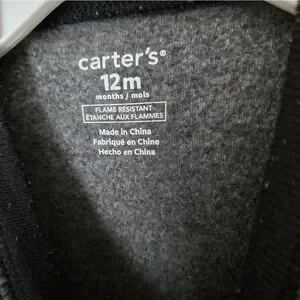 carter's®
12m
months / mois
FLAME RESISTANT
ÉTANCHE AUX FLAMMES
Made in China
Fabriqué en Chine
Hecho en China